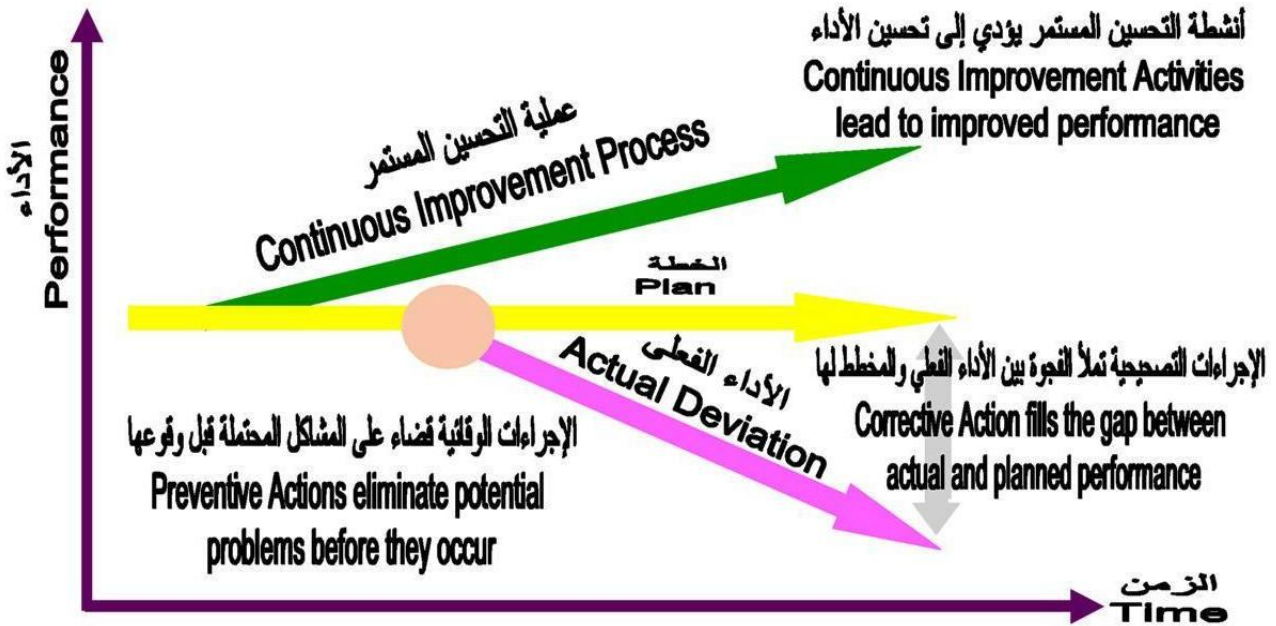 أنشطة التحسين المستمر يؤدي إلى تحسين الأداء
Continuous Improvement Activities
lead to improved performance
عملية التحسين المستمر
Continuous Improvement Process
الأداء
Performance
الخطة
Plan
الأداء الفعلى
Actual Deviation
الإجراءات التصحيحية تملأ الفجوة بين الأداء الفعلي والمخطط لها
Corrective Action fills the gap between
actual and planned performance
الإجراءات الوقائية قضاء على المشاكل المحتملة قبل وقوعها
Preventive Actions eliminate potential
problems before they occur
الزمن
Time